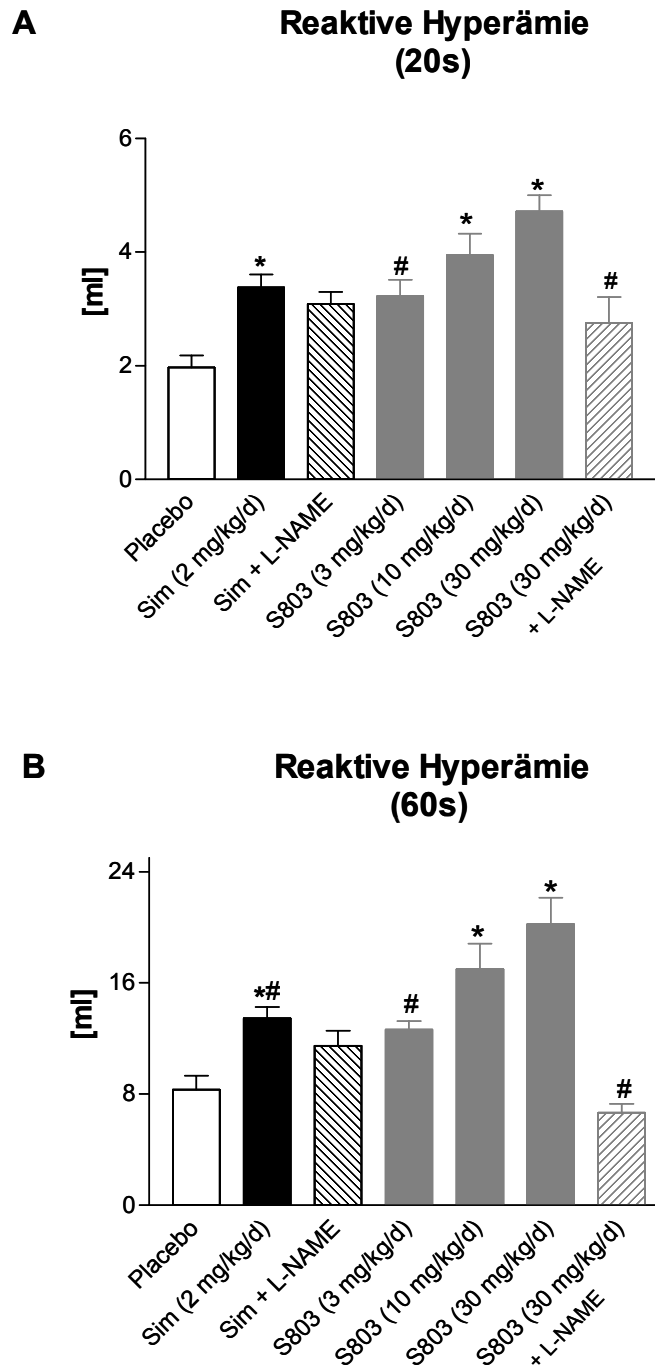 A
Reaktive Hyperämie
(20s)
6
4
2
0
[ml]
*
#
*
*
#
Placebo
Sim (2 mg/kg/d)
Sim + L-NAME
S803 (3 mg/kg/d)
S803 (10 mg/kg/d)
S803 (30 mg/kg/d)
S803 (30 mg/kg/d)
+ L-NAME
B
Reaktive Hyperämie
(60s)
24
16
8
0
[ml]
*#
#
*
*
#
Placebo
Sim (2 mg/kg/d)
Sim + L-NAME
S803 (3 mg/kg/d)
S803 (10 mg/kg/d)
S803 (30 mg/kg/d)
S803 (30 mg/kg/d)
+ L-NAME